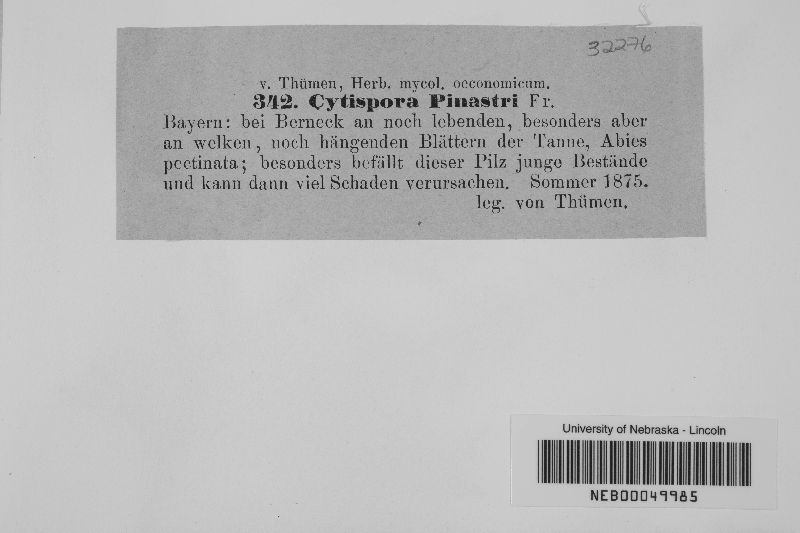 32276
v. Thümen, Herb. mycol. oeconomicum.
342. Cytispora Pinastri Fr.
Bayern: bei Berneck an noch lebenden, besonders aber
an welken, noch hängenden Blättern der Tanne, Abies
pectinata; besonders befällt dieser Pilz junge Bestände
und kann dann viel Schaden verursachen. Sommer 1875.
leg. von Thümen.
University of Nebraska - Lincoln
NEB00049985